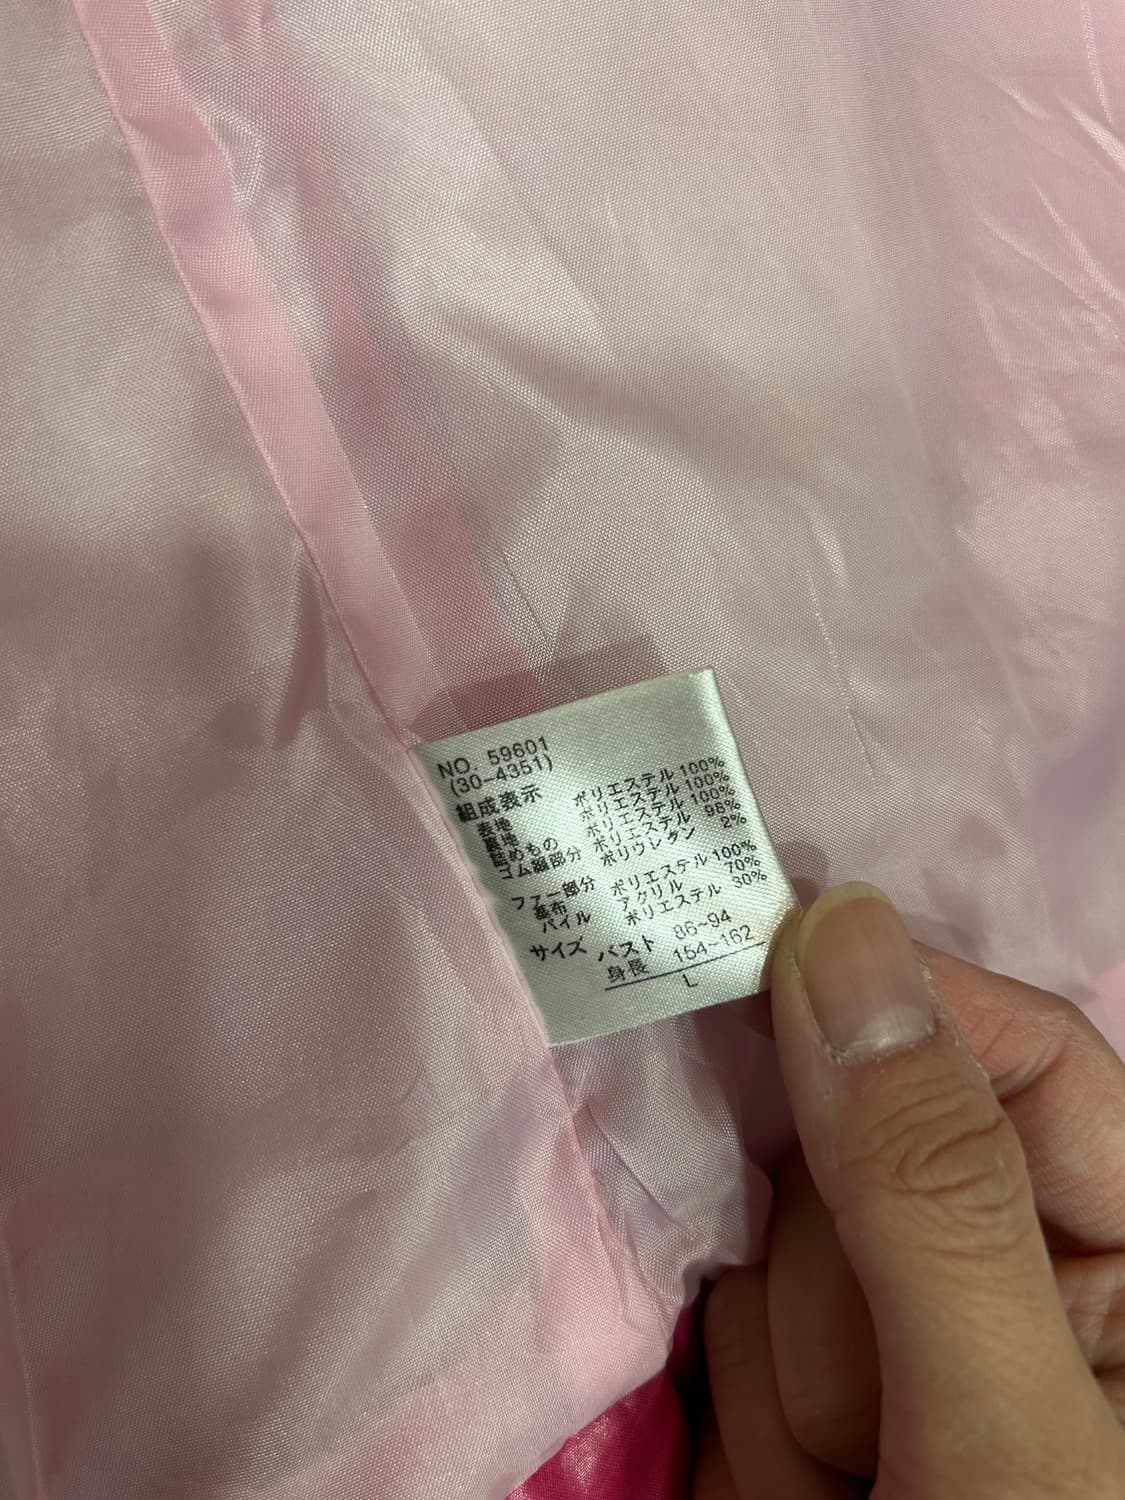 NO. 59601
(30-4351)
組成表示
表地 ポリエステル 100%
裏地 ポリエステル 100%
詰めもの ポリエステル 100%
ゴム編部分 ポリエステル 98%
ポリウレタン 2%
ファー部分
基布 ポリエステル 100%
パイル アクリル 70%
ポリエステル 30%
サイズ バスト 86~94
身長 154~162
L